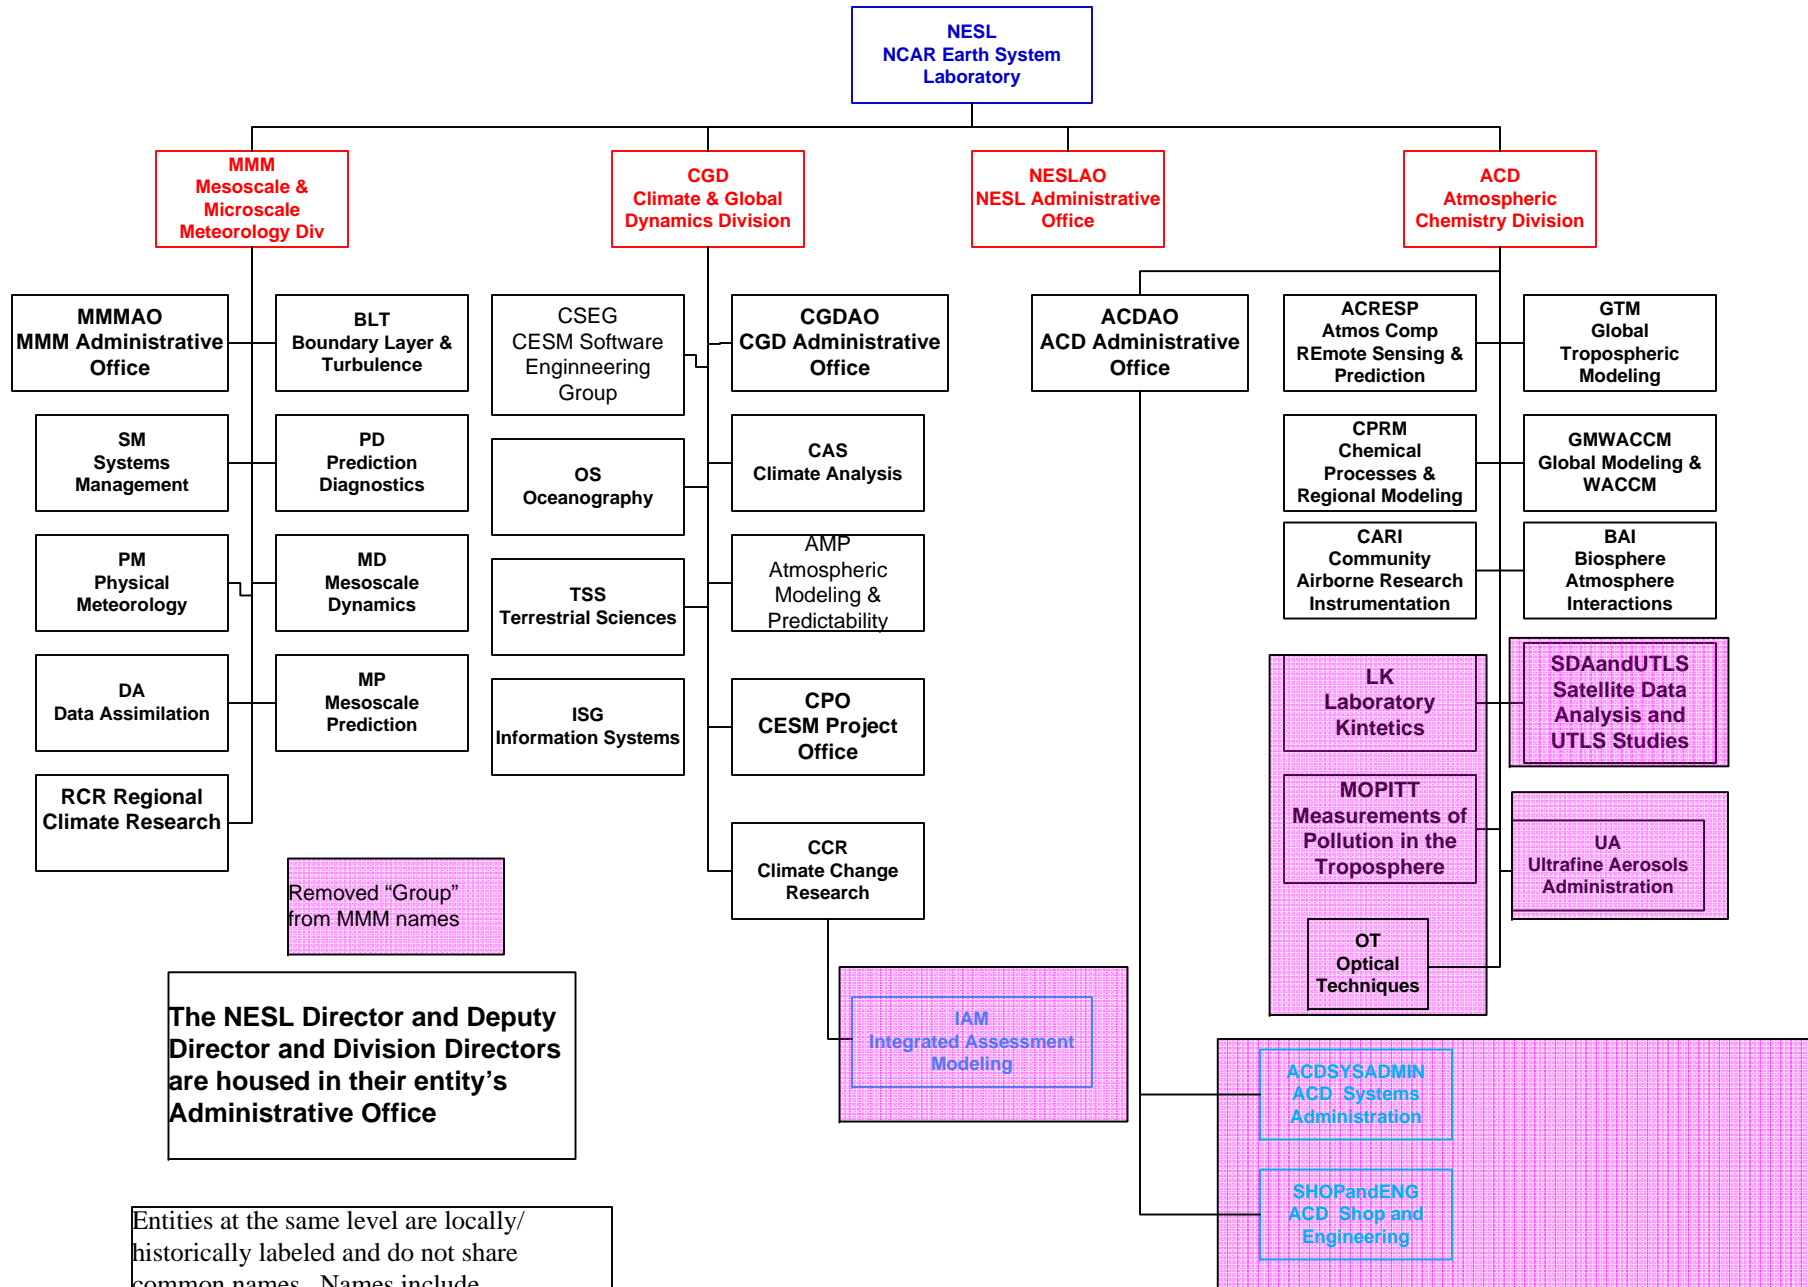 NESL
NCAR Earth System
Laboratory
MMM
Mesoscale &
Microscale
Meteorology Div
CGD
Climate & Global
Dynamics Division
NESLAO
NESL Administrative
Office
ACD
Atmospheric
Chemistry Division
MMMAO
MMM Administrative
Office
BLT
Boundary Layer &
Turbulence
SM
Systems
Management
PD
Prediction
Diagnostics
PM
Physical
Meteorology
MD
Mesoscale
Dynamics
DA
Data Assimilation
MP
Mesoscale
Prediction
RCR Regional
Climate Research
CSEG
CESM Software
Enginneering
Group
CGDAO
CGD Administrative
Office
OS
Oceanography
CAS
Climate Analysis
TSS
Terrestrial Sciences
AMP
Atmospheric
Modeling &
Predictability
ISG
Information Systems
CPO
CESM Project
Office
CCR
Climate Change
Research
IAM
Integrated Assessment
Modeling
ACDAO
ACD Administrative
Office
ACRESP
Atmos Comp
REmote Sensing &
Prediction
GTM
Global
Tropospheric
Modeling
CPRM
Chemical
Processes &
Regional Modeling
GMWACCM
Global Modeling &
WACCM
CARI
Community
Airborne Research
Instrumentation
BAI
Biosphere
Atmosphere
Interactions
LK
Laboratory
Kintetics
SDAandUTLS
Satellite Data
Analysis and
UTLS Studies
MOPITT
Measurements of
Pollution in the
Troposphere
UA
Ultrafine Aerosols
Administration
OT
Optical
Techniques
ACDSYSADMIN
ACD Systems
Administration
SHOPandENG
ACD Shop and
Engineering
Removed “Group”
from MMM names
The NESL Director and Deputy
Director and Division Directors
are housed in their entity’s
Administrative Office
Entities at the same level are locally/
historically labeled and do not share
common names. Names include